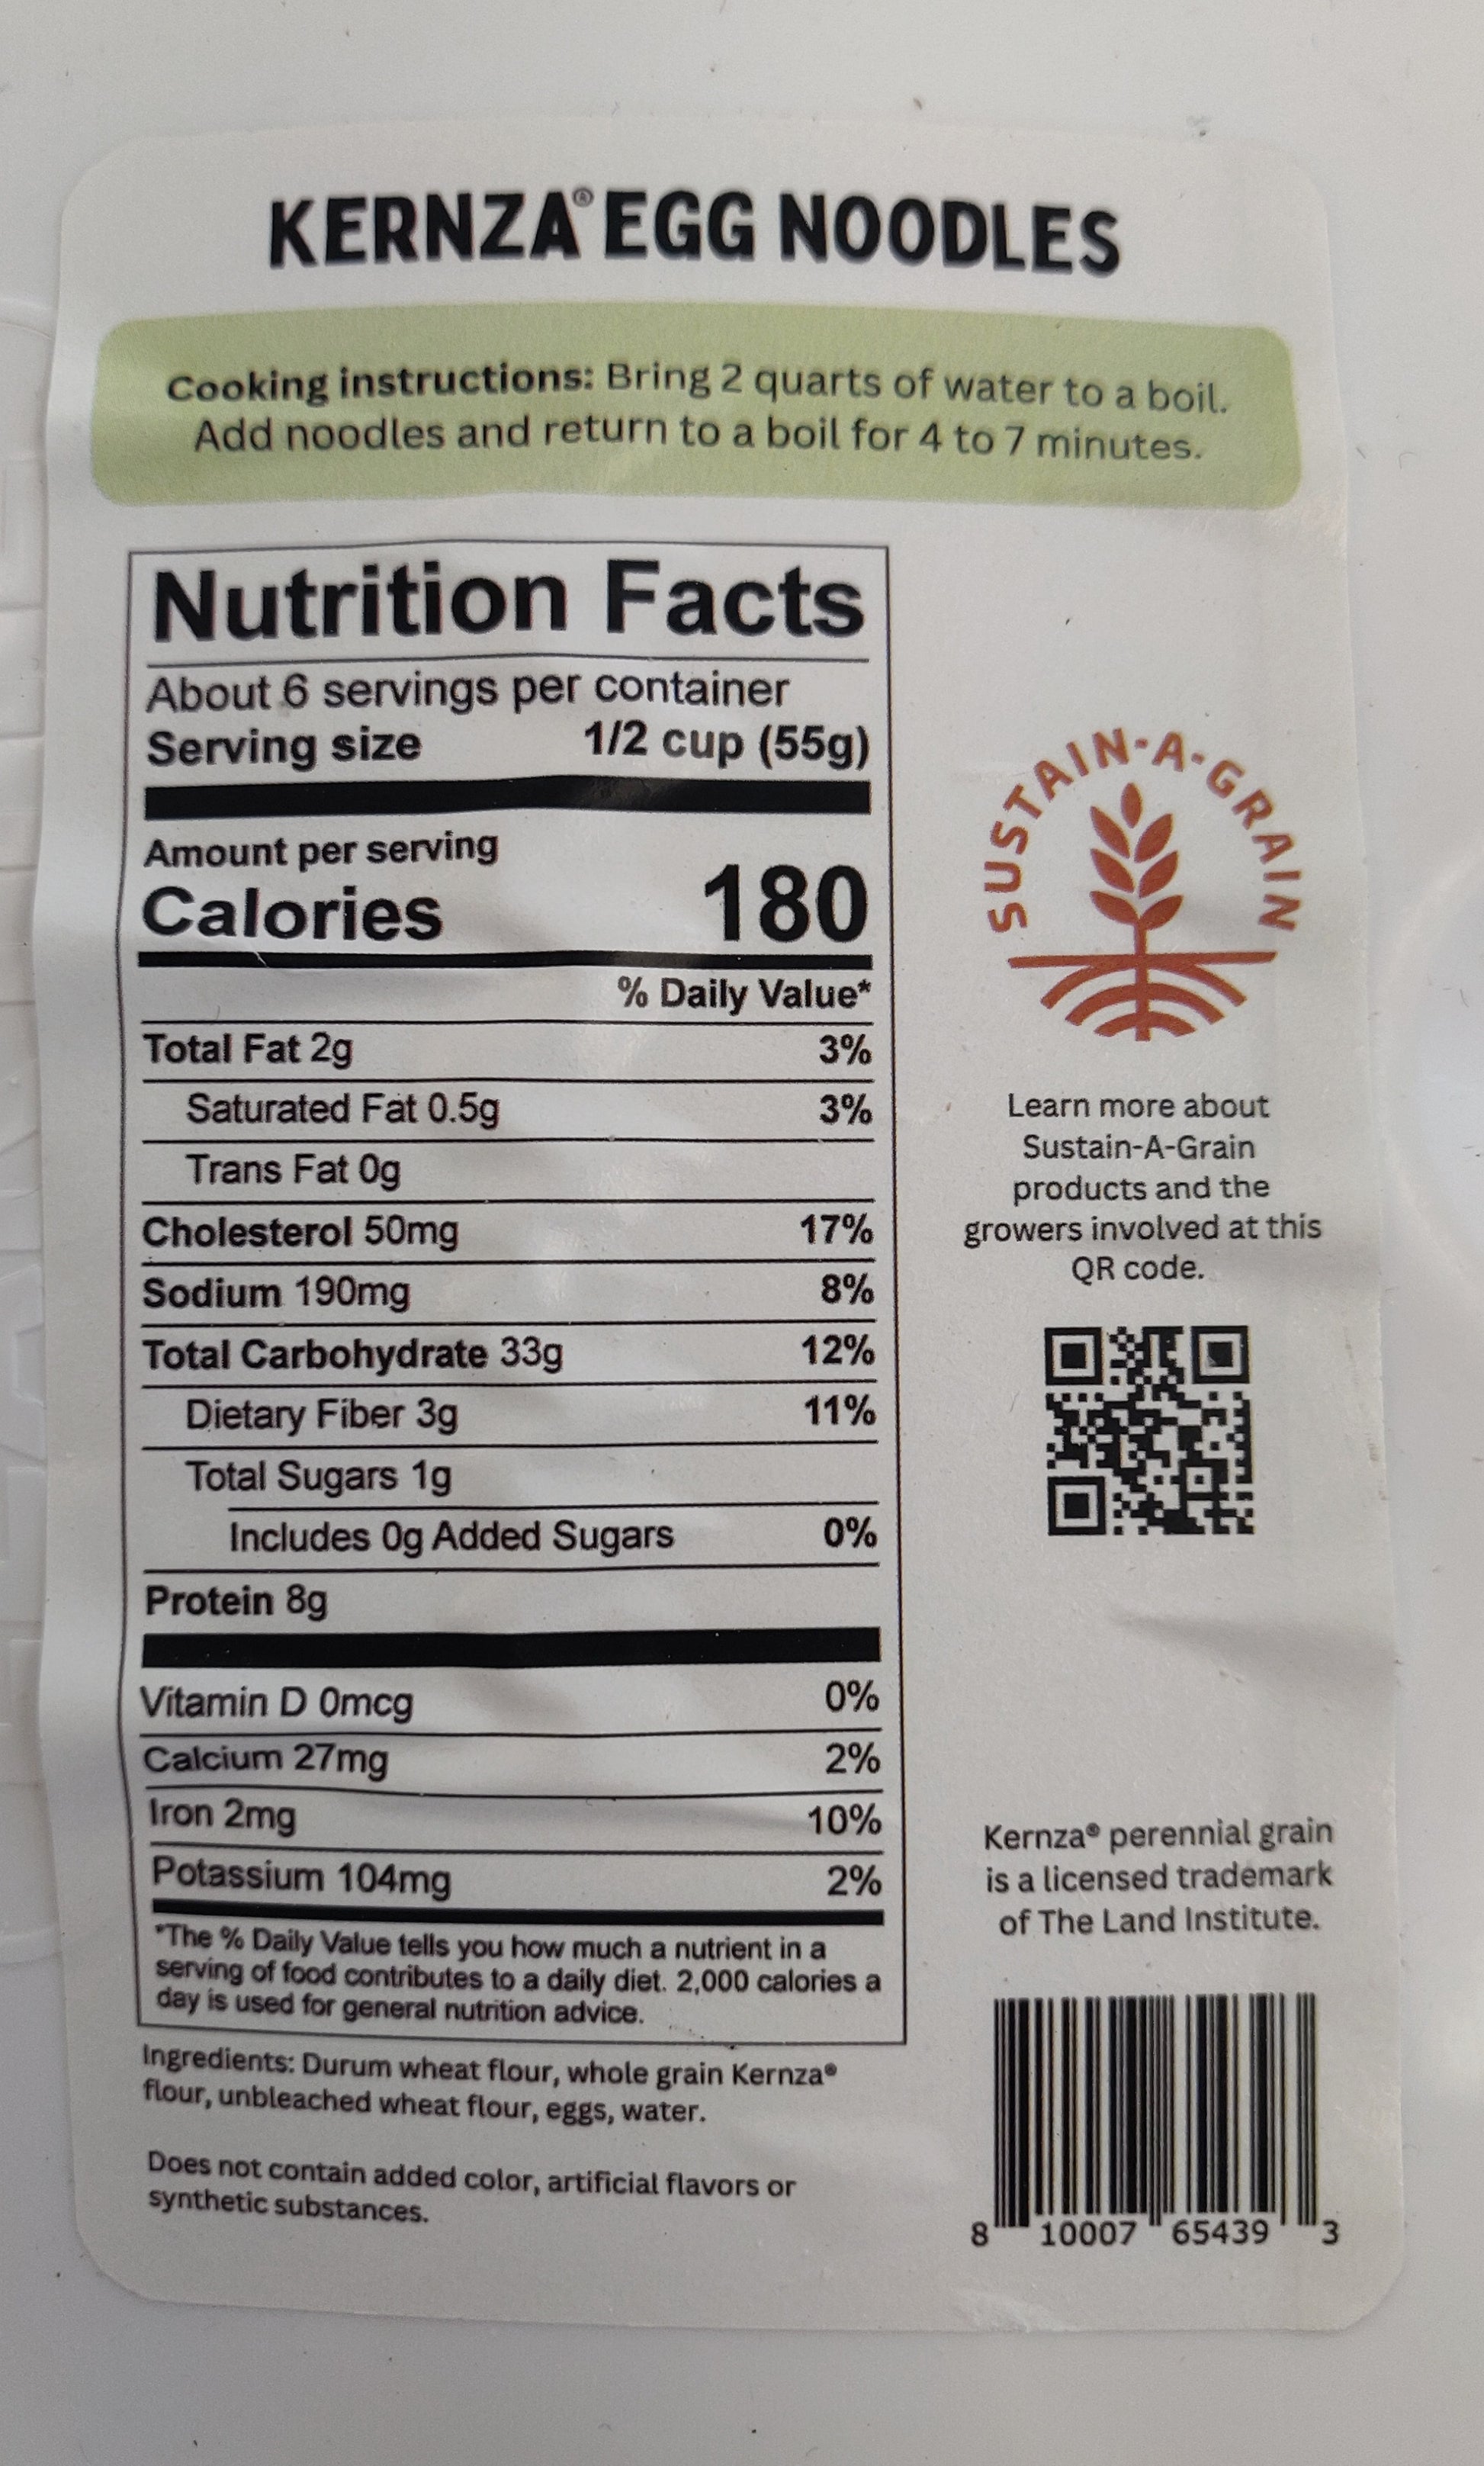 KERNZA® EGG NOODLES
Cooking instructions: Bring 2 quarts of water to a boil.
Add noodles and return to a boil for 4 to 7 minutes.
Nutrition Facts
About 6 servings per container
Serving size 1/2 cup (55g)
Amount per serving
Calories 180
% Daily Value*
Total Fat 2g 3%
Saturated Fat 0.5g 3%
Trans Fat 0g
Cholesterol 50mg 17%
Sodium 190mg 8%
Total Carbohydrate 33g 12%
Dietary Fiber 3g 11%
Total Sugars 1g
Includes 0g Added Sugars 0%
Protein 8g
Vitamin D 0mcg 0%
Calcium 27mg 2%
Iron 2mg 10%
Potassium 104mg 2%
*The % Daily Value tells you how much a nutrient in a
serving of food contributes to a daily diet. 2,000 calories a
day is used for general nutrition advice.
Ingredients: Durum wheat flour, whole grain Kernza®
flour, unbleached wheat flour, eggs, water.
Does not contain added color, artificial flavors or
synthetic substances.
SUSTAIN-A-GRAIN
Learn more about
Sustain-A-Grain
products and the
growers involved at this
QR code.
Kernza® perennial grain
is a licensed trademark
of The Land Institute.
8 10007 65439 3